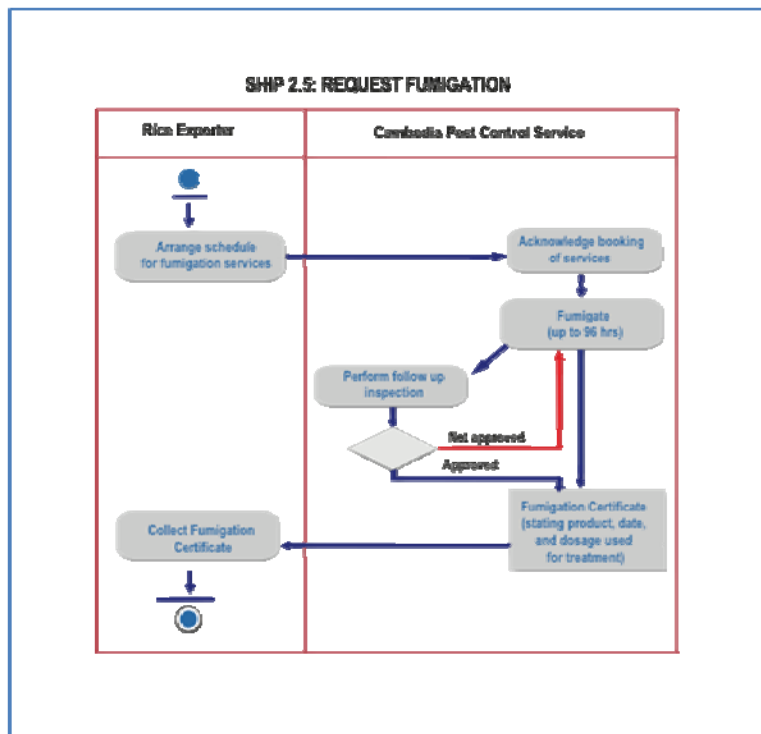 SHIP 2.5: REQUEST FUMIGATION
Rice Exporter
Cambodia Pest Control Service
Arrange schedule
for fumigation services
Acknowledge booking
of services
Fumigate
(up to 96 hrs)
Perform follow up
inspection
Not approved
Approved
Fumigation Certificate
(stating product, date,
and dosage used
for treatment)
Collect Fumigation
Certificate